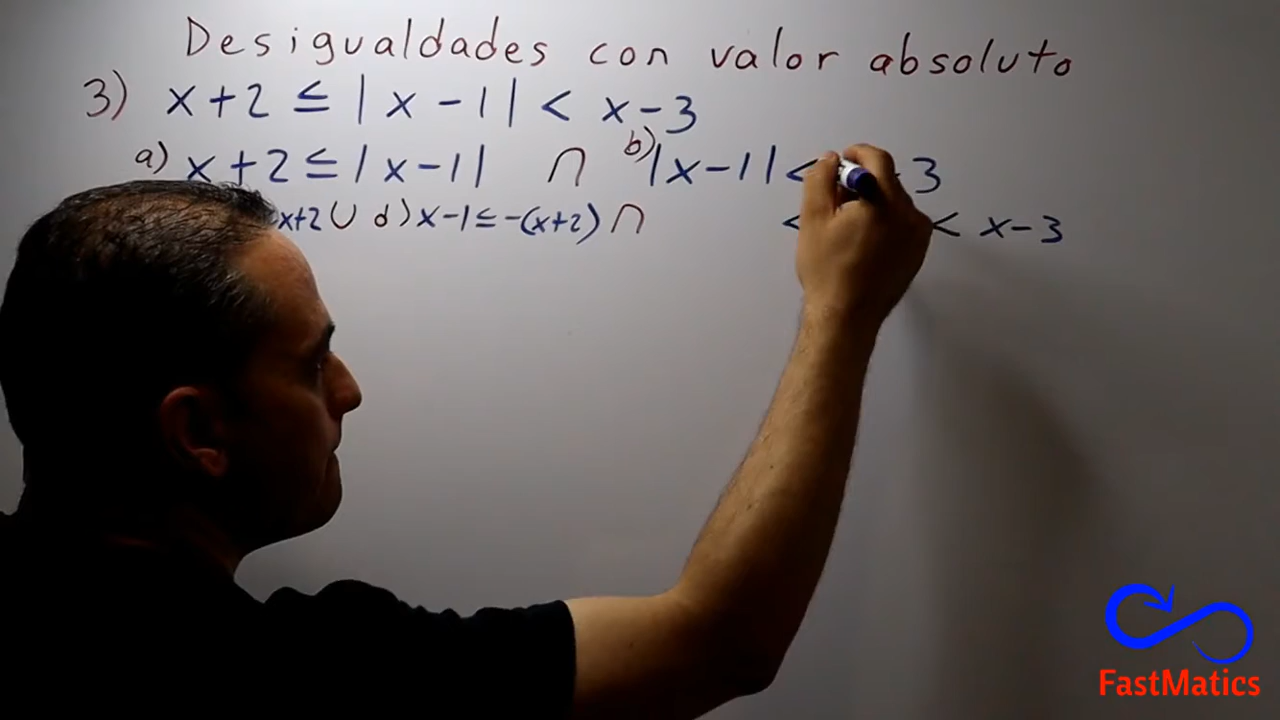 Desigualdades con valor absoluto
3) x+2 ≤ |x-1| < x-3
a) x+2 ≤ |x-1| ∩ b) |x-1| < -3
x+2 ∪ d) x-1 ≤ -(x+2) ∩ < < x-3
FastMatics